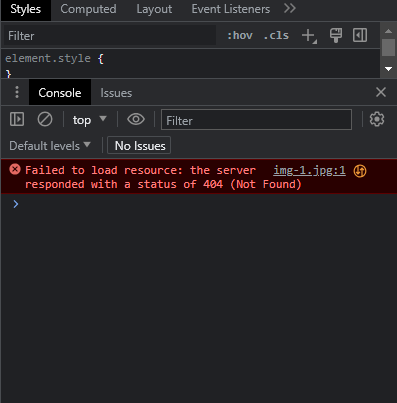 Styles Computed Layout Event Listeners
Filter :hov .cls
element.style {
}
Console Issues
top Filter
Default levels No Issues
Failed to load resource: the server img-1.jpg:1
responded with a status of 404 (Not Found)